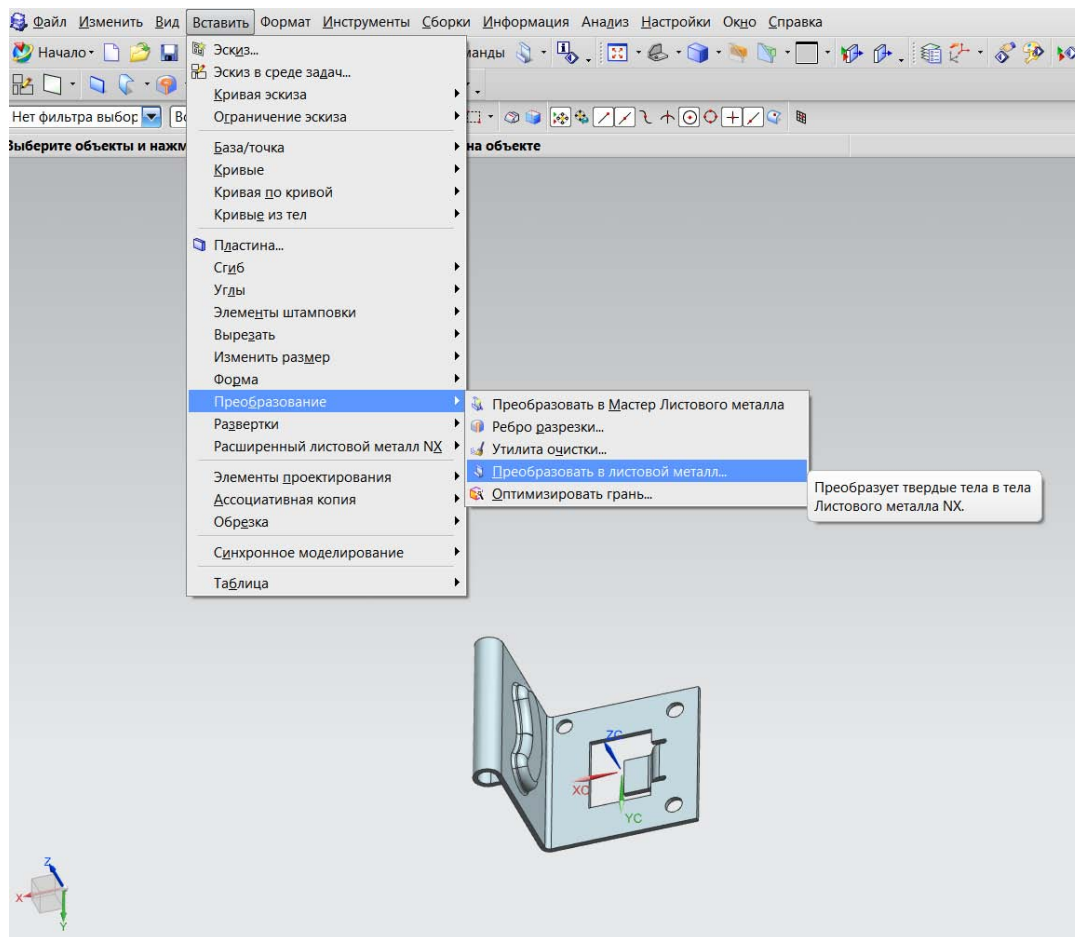 Файл Изменить Вид Вставить Формат Инструменты Сборки Информация Анализ Настройки Окно Справка
Начало
манды
Нет фильтра выбор
Вс
Выберите объекты и нажм
на объекте
Эскиз...
Эскиз в среде задач...
Кривая эскиза
Ограничение эскиза
База/точка
Кривые
Кривая по кривой
Кривые из тел
Пластина...
Сгиб
Углы
Элементы штамповки
Вырезать
Изменить размер
Форма
Преобразование
Развертки
Расширенный листовой металл NX
Элементы проектирования
Ассоциативная копия
Обрезка
Синхронное моделирование
Таблица
Преобразовать в Мастер Листового металла
Ребро разрезки...
Утилита очистки...
Преобразовать в листовой металл...
Оптимизировать грань...
Преобразует твердые тела в тела
Листового металла NX.
ZC
XC
YC
Z
X
Y